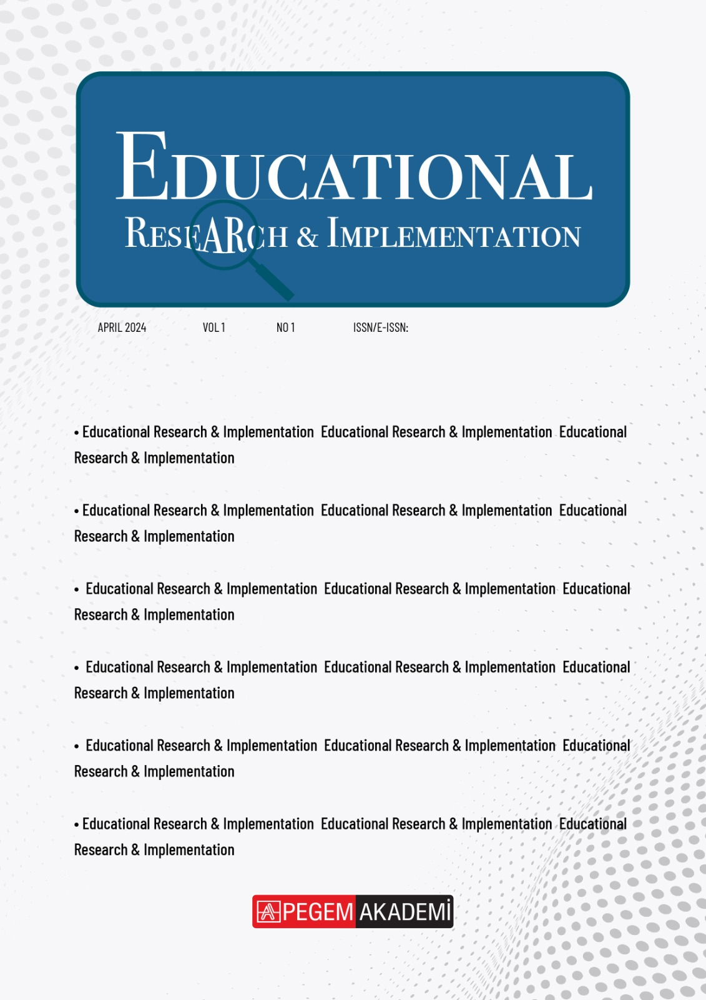 EDUCATIONAL
RESEARCH & IMPLEMENTATION
APRIL 2024 VOL 1 NO 1 ISSN/E-ISSN:
• Educational Research & Implementation Educational Research & Implementation Educational
Research & Implementation
• Educational Research & Implementation Educational Research & Implementation Educational
Research & Implementation
• Educational Research & Implementation Educational Research & Implementation Educational
Research & Implementation
• Educational Research & Implementation Educational Research & Implementation Educational
Research & Implementation
• Educational Research & Implementation Educational Research & Implementation Educational
Research & Implementation
• Educational Research & Implementation Educational Research & Implementation Educational
Research & Implementation
PEGEM AKADEMİ